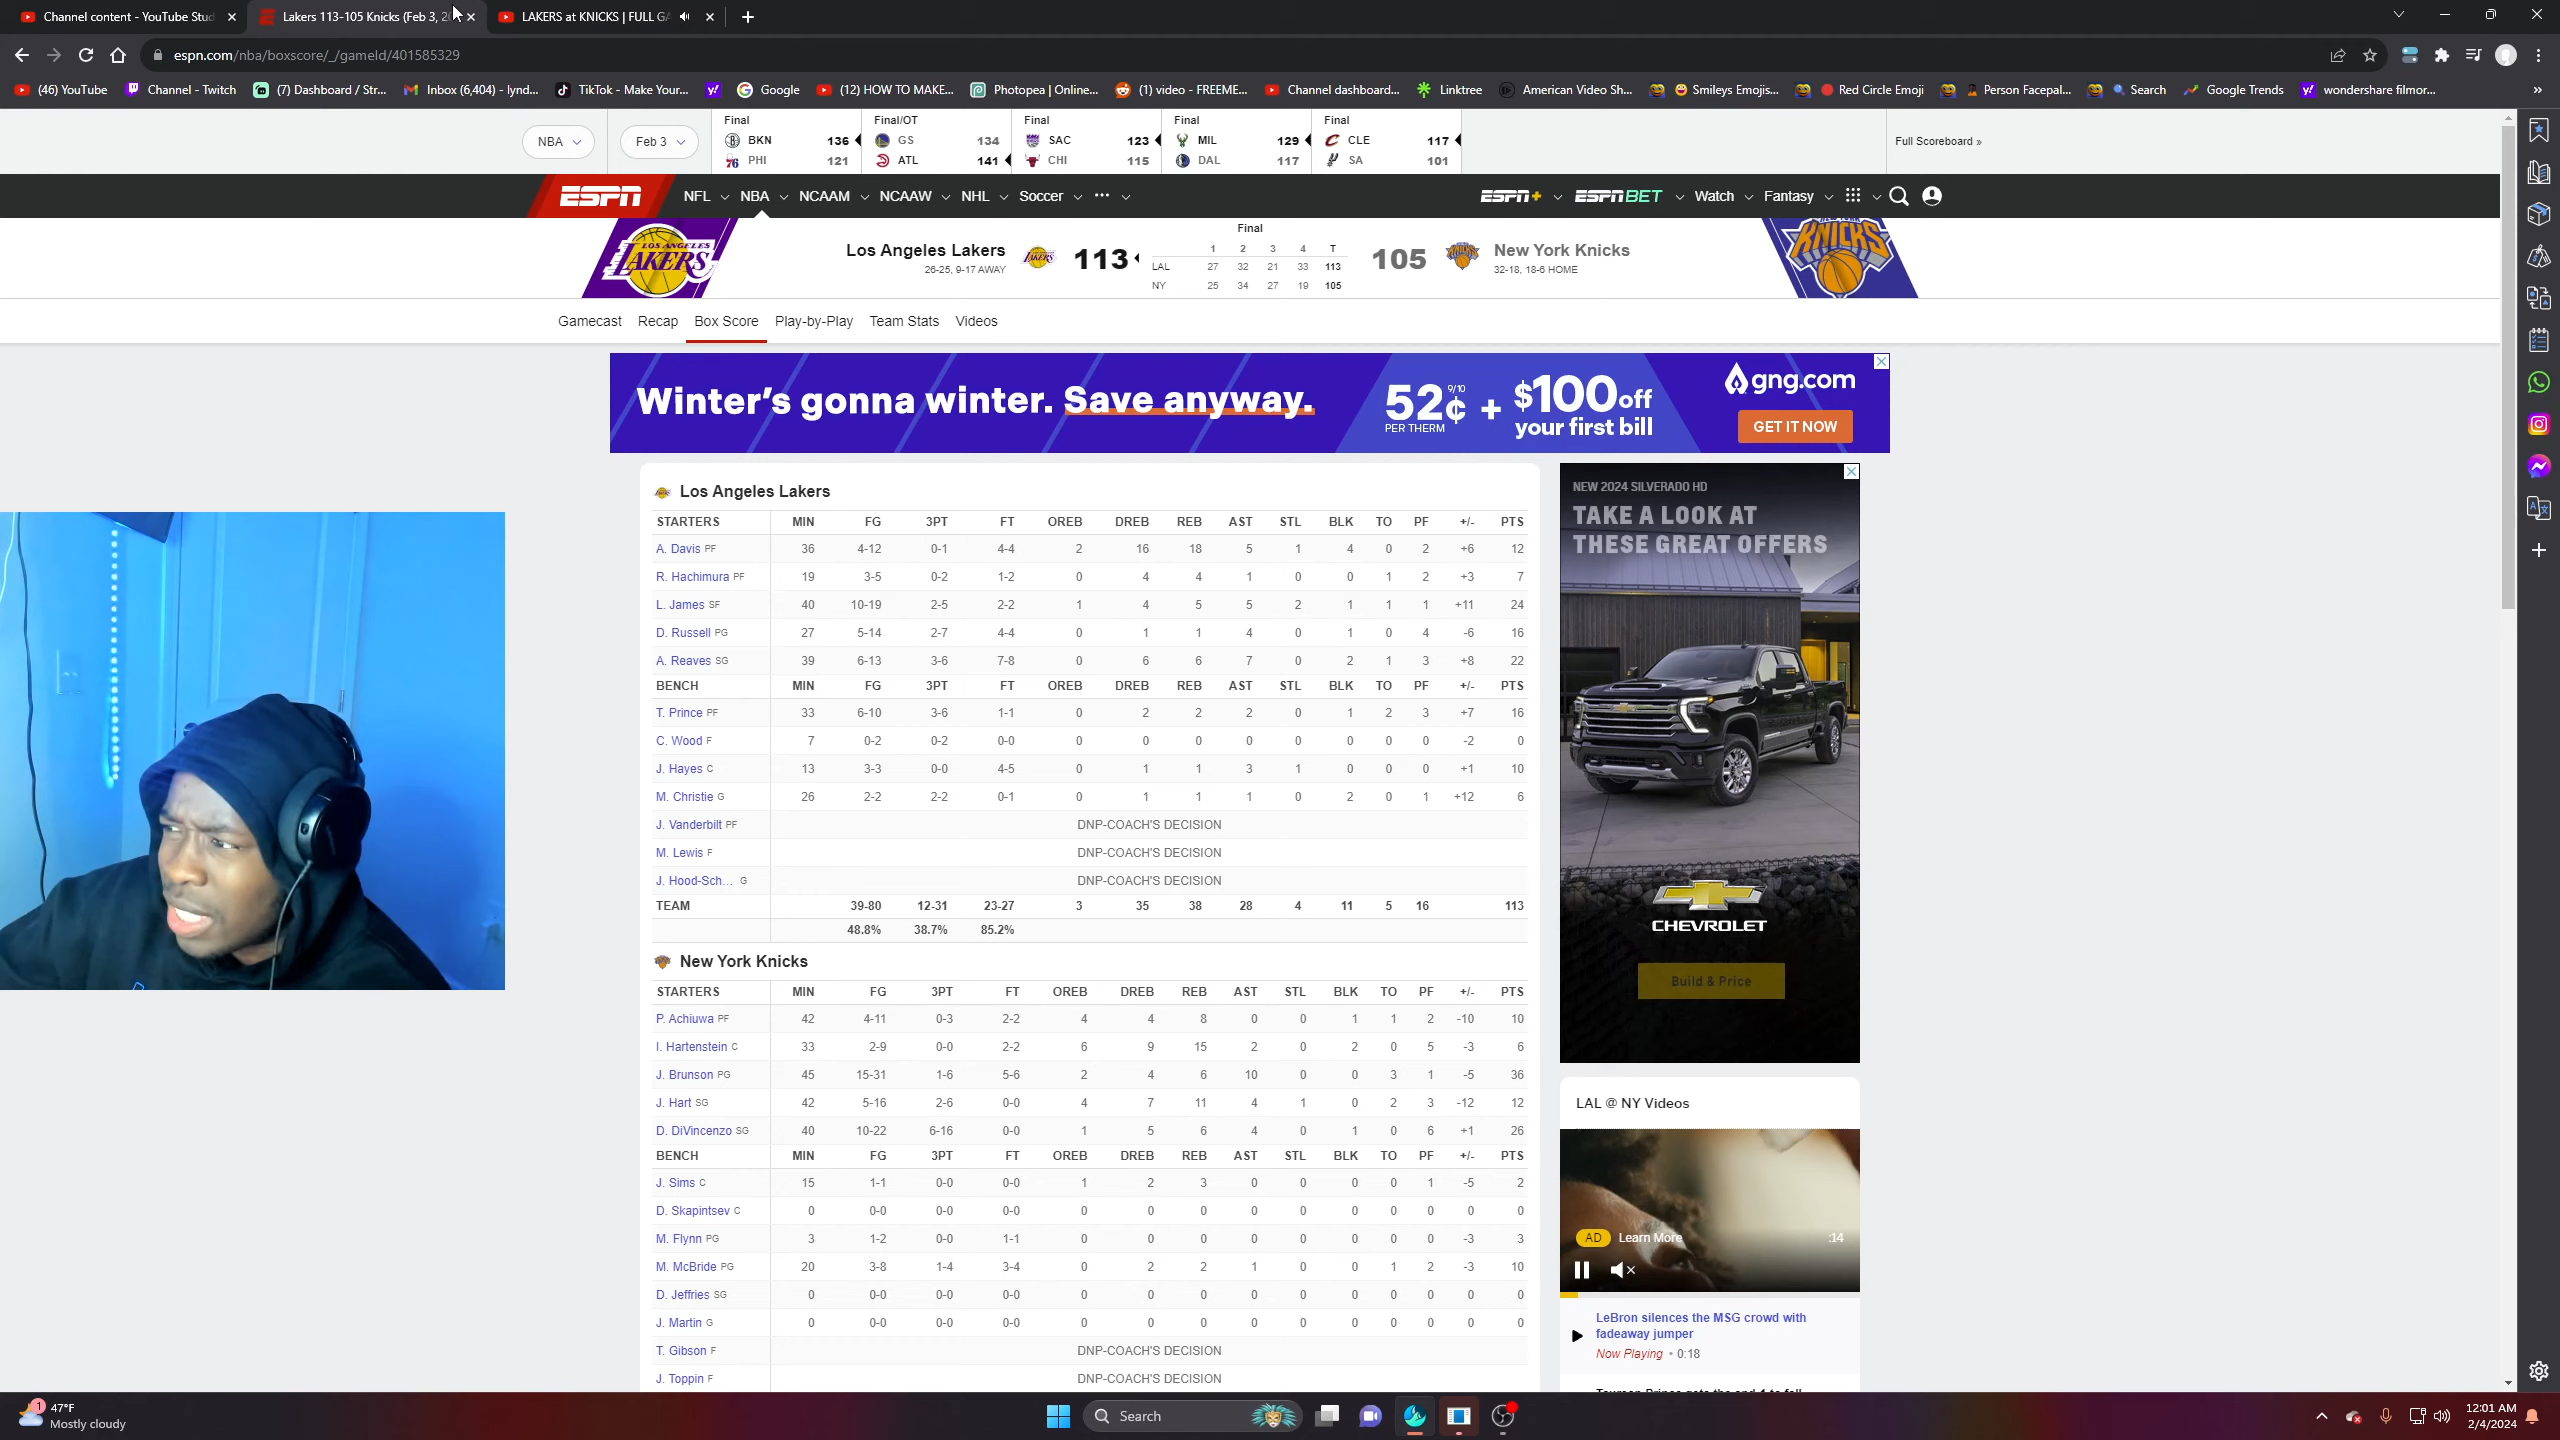 Channel content - YouTube Stud
Lakers 113-105 Knicks (Feb 3, 20
LAKERS at KNICKS | FULL GA
espn.com/nba/boxscore/_/gameId/401585329
(46) YouTube Channel - Twitch (7) Dashboard / Str... Inbox (6,404) - lynd... TikTok - Make Your... Google (12) HOW TO MAKE... Photopea | Online... (1) video - FREEME... Channel dashboard... Linktree American Video Sh... Smileys Emojis... Red Circle Emoji Person Facepal... Search Google Trends wondershare filmor... »
NBA Feb 3
Final Final/OT Final Final Final
BKN 136 GS 134 SAC 123 MIL 129 CLE 117
PHI 121 ATL 141 CHI 115 DAL 117 SA 101
Full Scoreboard »
ESPN NFL NBA NCAAM NCAAW NHL Soccer ··· ESPN+ ESPN BET Watch Fantasy
LOS ANGELES LAKERS
Los Angeles Lakers
26-25, 9-17 AWAY
113
Final
1 2 3 4 T
LAL 27 32 21 33 113
NY 25 34 27 19 105
105
New York Knicks
32-18, 18-6 HOME
KNICKS
Gamecast Recap Box Score Play-by-Play Team Stats Videos
Winter's gonna winter. Save anyway.
52 9/10 ¢ PER THERM + $100 off your first bill
gng.com
GET IT NOW
Los Angeles Lakers
STARTERS MIN FG 3PT FT OREB DREB REB AST STL BLK TO PF +/- PTS
A. Davis PF 36 4-12 0-1 4-4 2 16 18 5 1 4 0 2 +6 12
R. Hachimura PF 19 3-5 0-2 1-2 0 4 4 1 0 0 1 2 +3 7
L. James SF 40 10-19 2-5 2-2 1 4 5 5 2 1 1 1 +11 24
D. Russell PG 27 5-14 2-7 4-4 0 1 1 4 0 1 0 4 -6 16
A. Reaves SG 39 6-13 3-6 7-8 0 6 6 7 0 2 1 3 +8 22
BENCH MIN FG 3PT FT OREB DREB REB AST STL BLK TO PF +/- PTS
T. Prince PF 33 6-10 3-6 1-1 0 2 2 2 0 1 2 3 +7 16
C. Wood F 7 0-2 0-2 0-0 0 0 0 0 0 0 0 0 -2 0
J. Hayes C 13 3-3 0-0 4-5 0 1 1 3 1 0 0 0 +1 10
M. Christie G 26 2-2 2-2 0-1 0 1 1 1 0 2 0 1 +12 6
J. Vanderbilt PF DNP-COACH'S DECISION
M. Lewis F DNP-COACH'S DECISION
J. Hood-Sch... G DNP-COACH'S DECISION
TEAM 39-80 12-31 23-27 3 35 38 28 4 11 5 16 113
48.8% 38.7% 85.2%
New York Knicks
STARTERS MIN FG 3PT FT OREB DREB REB AST STL BLK TO PF +/- PTS
P. Achiuwa PF 42 4-11 0-3 2-2 4 4 8 0 0 1 1 2 -10 10
I. Hartenstein C 33 2-9 0-0 2-2 6 9 15 2 0 2 0 5 -3 6
J. Brunson PG 45 15-31 1-6 5-6 2 4 6 10 0 0 3 1 -5 36
J. Hart SG 42 5-16 2-6 0-0 4 7 11 4 1 0 2 3 -12 12
D. DiVincenzo SG 40 10-22 6-16 0-0 1 5 6 4 0 1 0 6 +1 26
BENCH MIN FG 3PT FT OREB DREB REB AST STL BLK TO PF +/- PTS
J. Sims C 15 1-1 0-0 0-0 1 2 3 0 0 0 0 1 -5 2
D. Skapintsev C 0 0-0 0-0 0-0 0 0 0 0 0 0 0 0 0 0
M. Flynn PG 3 1-2 0-0 1-1 0 0 0 0 0 0 0 0 -3 3
M. McBride PG 20 3-8 1-4 3-4 0 2 2 1 0 0 1 2 -3 10
D. Jeffries SG 0 0-0 0-0 0-0 0 0 0 0 0 0 0 0 0 0
J. Martin G 0 0-0 0-0 0-0 0 0 0 0 0 0 0 0 0 0
T. Gibson F DNP-COACH'S DECISION
J. Toppin F DNP-COACH'S DECISION
NEW 2024 SILVERADO HD
TAKE A LOOK AT
THESE GREAT OFFERS
CHEVROLET
Build & Price
LAL @ NY Videos
AD Learn More :14
LeBron silences the MSG crowd with
fadeaway jumper
Now Playing • 0:18
1
47°F
Mostly cloudy
Search
12:01 AM
2/4/2024